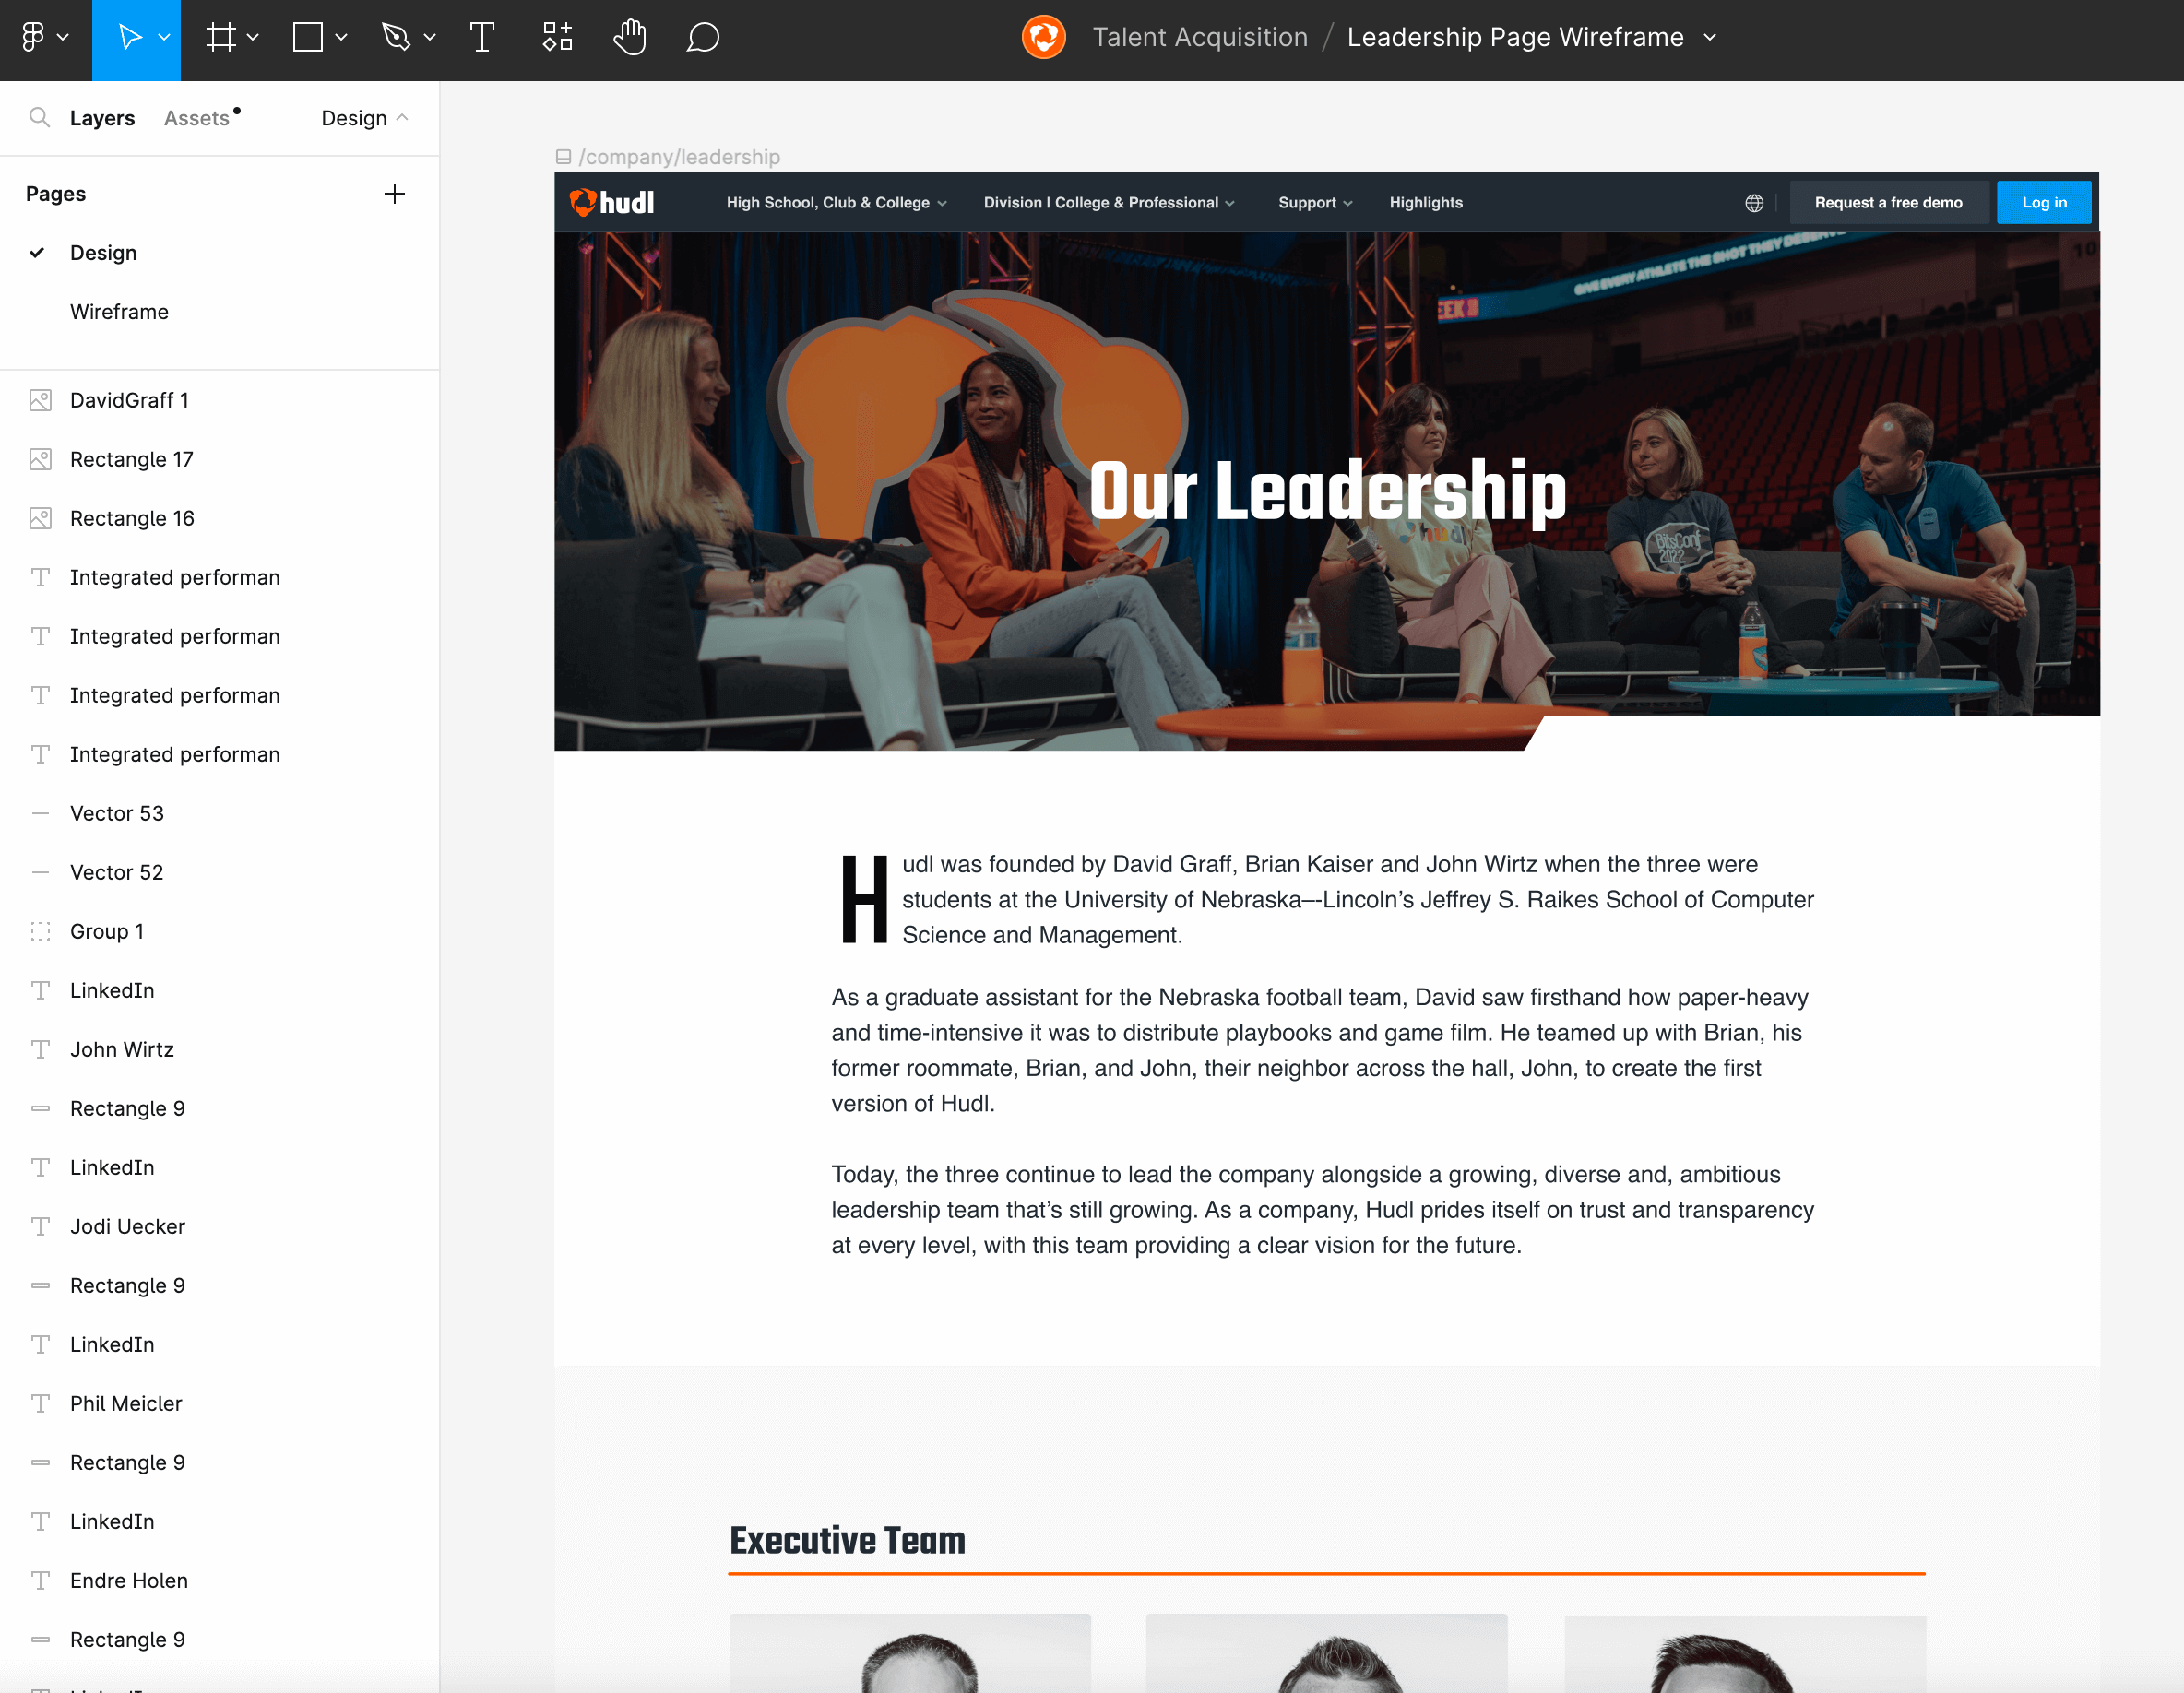 Talent Acquisition / Leadership Page Wireframe
Layers Assets Design
Pages
Design
Wireframe
DavidGraff 1
Rectangle 17
Rectangle 16
Integrated performan
Integrated performan
Integrated performan
Integrated performan
Vector 53
Vector 52
Group 1
LinkedIn
John Wirtz
Rectangle 9
LinkedIn
Jodi Uecker
Rectangle 9
LinkedIn
Phil Meicler
Rectangle 9
LinkedIn
Endre Holen
Rectangle 9
/company/leadership
hudl High School, Club & College Division I College & Professional Support Highlights Request a free demo Log in
GIVE EVERY ATHLETE THE SHOT THEY DESERVE
10
Our Leadership
BitsConf
2022
Hudl was founded by David Graff, Brian Kaiser and John Wirtz when the three were
students at the University of Nebraska–-Lincoln’s Jeffrey S. Raikes School of Computer
Science and Management.
As a graduate assistant for the Nebraska football team, David saw firsthand how paper-heavy
and time-intensive it was to distribute playbooks and game film. He teamed up with Brian, his
former roommate, Brian, and John, their neighbor across the hall, John, to create the first
version of Hudl.
Today, the three continue to lead the company alongside a growing, diverse and, ambitious
leadership team that’s still growing. As a company, Hudl prides itself on trust and transparency
at every level, with this team providing a clear vision for the future.
Executive Team